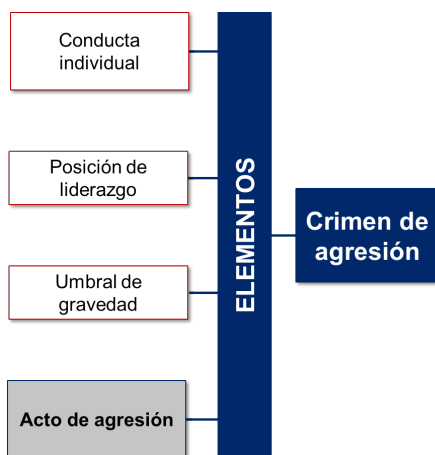 Conducta
individual
Posición de
liderazgo
Umbral de
gravedad
Acto de agresión
ELEMENTOS
Crimen de
agresión